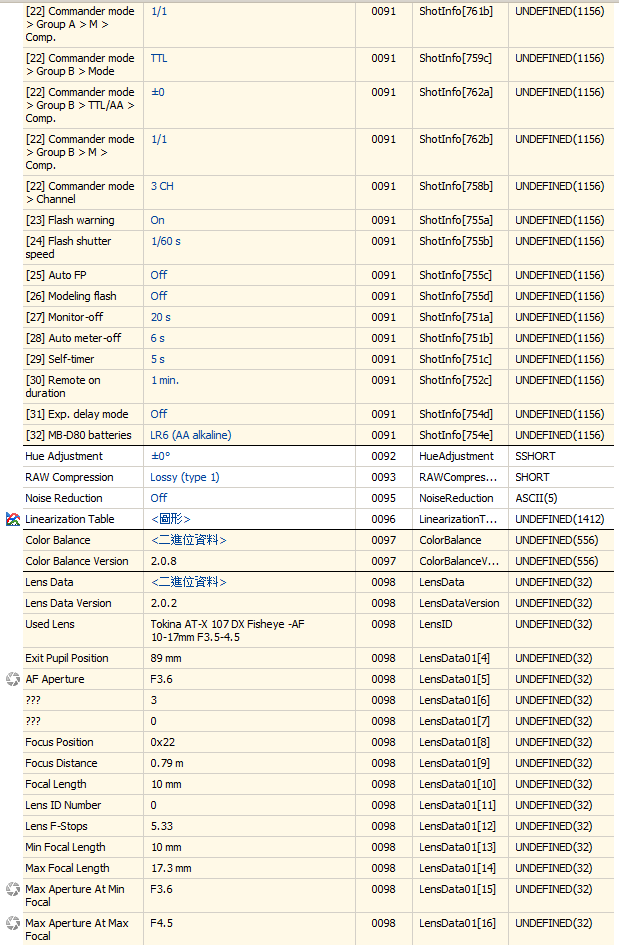 [22] Commander mode > Group A > M > Comp. 1/1 0091 ShotInfo[761b] UNDEFINED(1156)
[22] Commander mode > Group B > Mode TTL 0091 ShotInfo[759c] UNDEFINED(1156)
[22] Commander mode > Group B > TTL/AA > Comp. ±0 0091 ShotInfo[762a] UNDEFINED(1156)
[22] Commander mode > Group B > M > Comp. 1/1 0091 ShotInfo[762b] UNDEFINED(1156)
[22] Commander mode > Channel 3 CH 0091 ShotInfo[758b] UNDEFINED(1156)
[23] Flash warning On 0091 ShotInfo[755a] UNDEFINED(1156)
[24] Flash shutter speed 1/60 s 0091 ShotInfo[755b] UNDEFINED(1156)
[25] Auto FP Off 0091 ShotInfo[755c] UNDEFINED(1156)
[26] Modeling flash Off 0091 ShotInfo[755d] UNDEFINED(1156)
[27] Monitor-off 20 s 0091 ShotInfo[751a] UNDEFINED(1156)
[28] Auto meter-off 6 s 0091 ShotInfo[751b] UNDEFINED(1156)
[29] Self-timer 5 s 0091 ShotInfo[751c] UNDEFINED(1156)
[30] Remote on duration 1 min. 0091 ShotInfo[752c] UNDEFINED(1156)
[31] Exp. delay mode Off 0091 ShotInfo[754d] UNDEFINED(1156)
[32] MB-D80 batteries LR6 (AA alkaline) 0091 ShotInfo[754e] UNDEFINED(1156)
Hue Adjustment ±0° 0092 HueAdjustment SSHORT
RAW Compression Lossy (type 1) 0093 RAWCompres... SHORT
Noise Reduction Off 0095 NoiseReduction ASCII(5)
Linearization Table <圖形> 0096 LinearizationT... UNDEFINED(1412)
Color Balance <二進位資料> 0097 ColorBalance UNDEFINED(556)
Color Balance Version 2.0.8 0097 ColorBalanceV... UNDEFINED(556)
Lens Data <二進位資料> 0098 LensData UNDEFINED(32)
Lens Data Version 2.0.2 0098 LensDataVersion UNDEFINED(32)
Used Lens Tokina AT-X 107 DX Fisheye -AF 10-17mm F3.5-4.5 0098 LensID UNDEFINED(32)
Exit Pupil Position 89 mm 0098 LensData01[4] UNDEFINED(32)
AF Aperture F3.6 0098 LensData01[5] UNDEFINED(32)
??? 3 0098 LensData01[6] UNDEFINED(32)
??? 0 0098 LensData01[7] UNDEFINED(32)
Focus Position 0x22 0098 LensData01[8] UNDEFINED(32)
Focus Distance 0.79 m 0098 LensData01[9] UNDEFINED(32)
Focal Length 10 mm 0098 LensData01[10] UNDEFINED(32)
Lens ID Number 0 0098 LensData01[11] UNDEFINED(32)
Lens F-Stops 5.33 0098 LensData01[12] UNDEFINED(32)
Min Focal Length 10 mm 0098 LensData01[13] UNDEFINED(32)
Max Focal Length 17.3 mm 0098 LensData01[14] UNDEFINED(32)
Max Aperture At Min Focal F3.6 0098 LensData01[15] UNDEFINED(32)
Max Aperture At Max Focal F4.5 0098 LensData01[16] UNDEFINED(32)